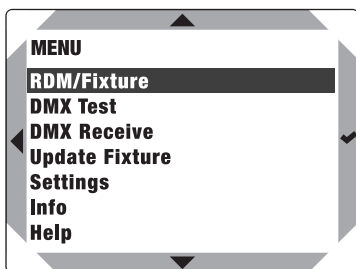 MENU
RDM/Fixture
DMX Test
DMX Receive
Update Fixture
Settings
Info
Help